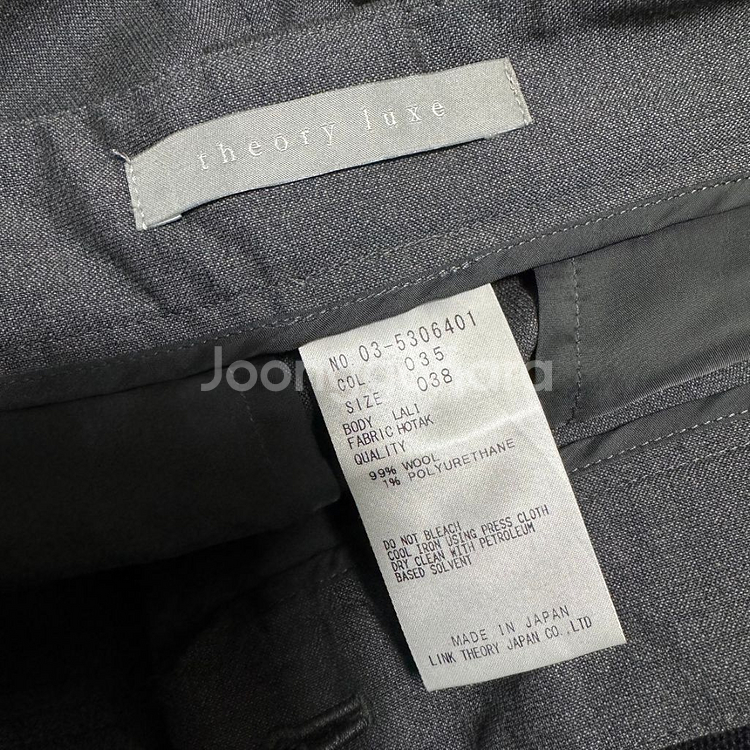 theory luxe
NO. 03-5306401
COL. 035
SIZE 038
BODY LALI
FABRIC HOTAK
QUALITY
99% WOOL
1% POLYURETHANE
DO NOT BLEACH
COOL IRON USING PRESS CLOTH
DRY CLEAN WITH PETROLEUM
BASED SOLVENT
MADE IN JAPAN
LINK THEORY JAPAN CO.,LTD